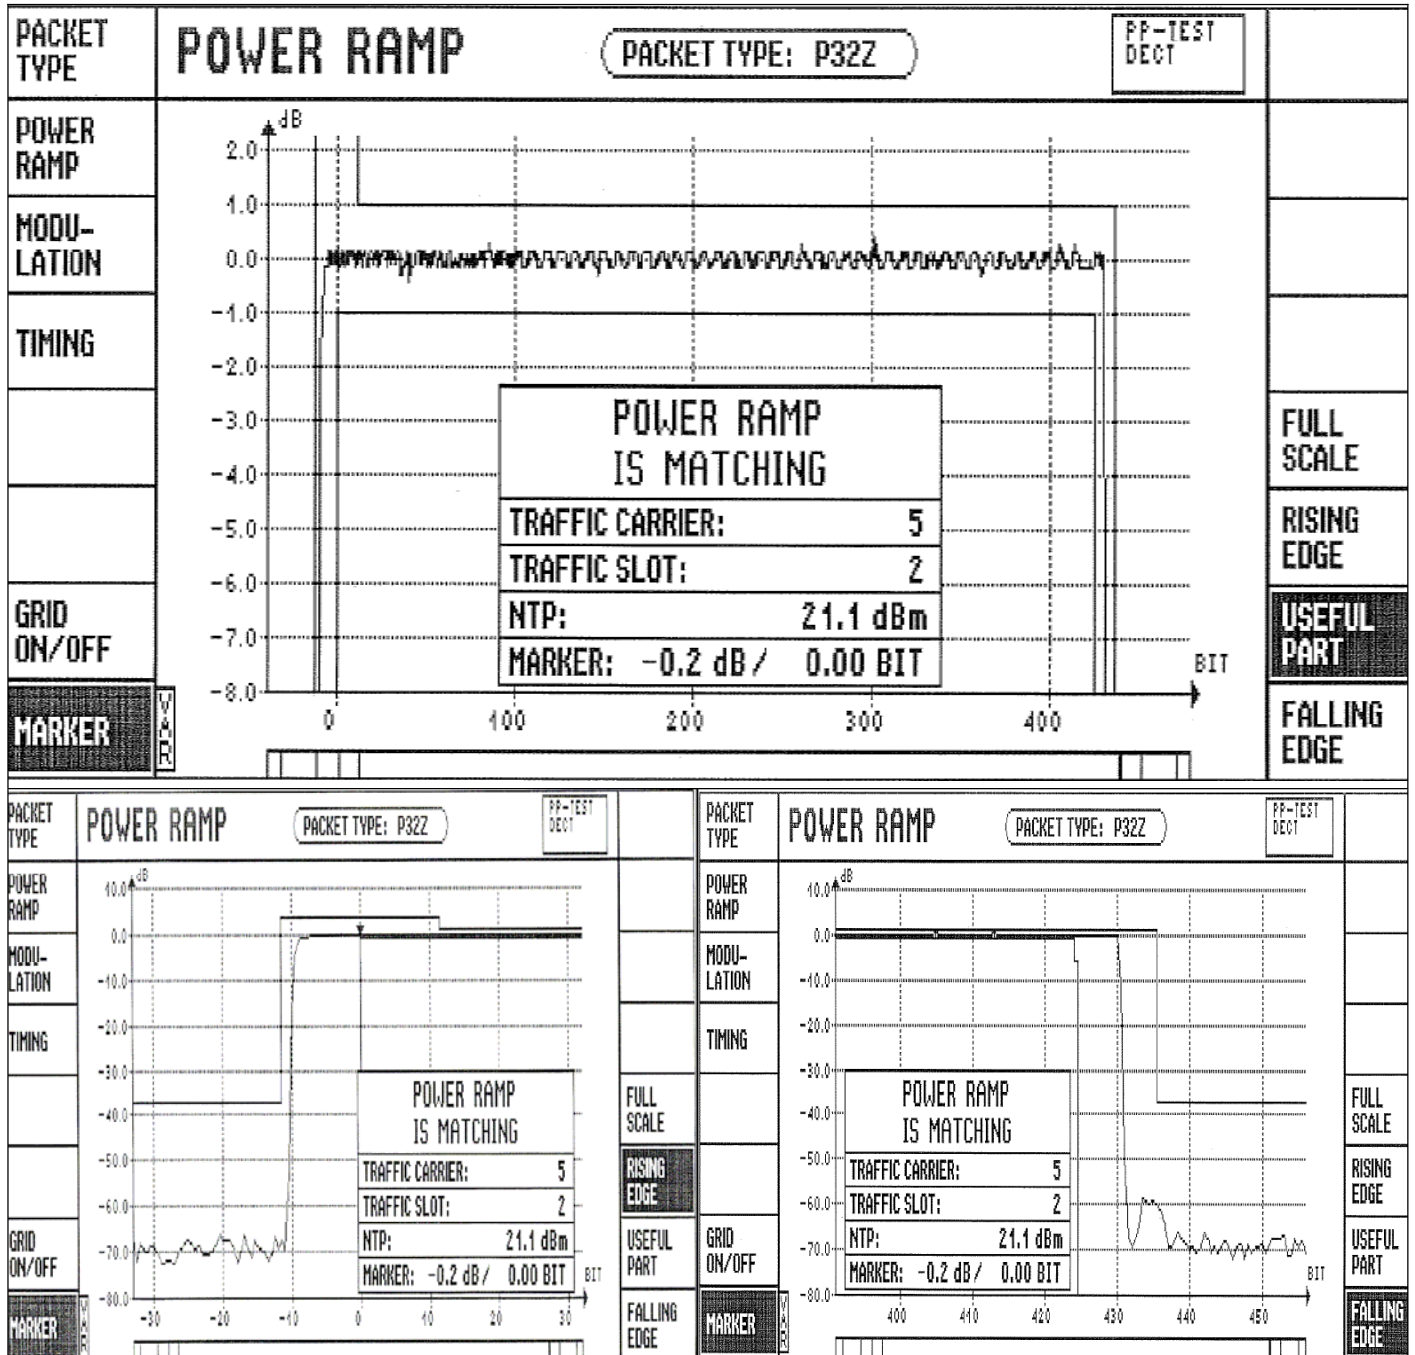 PACKET
TYPE
POWER RAMP
PACKET TYPE: P32Z
PP-TEST
DECT
POWER
RAMP
MODU-
LATION
TIMING
GRID
ON/OFF
MARKER
VAR
dB
2.0
1.0
0.0
-1.0
-2.0
-3.0
-4.0
-5.0
-6.0
-7.0
-8.0
0
100
200
300
400
BIT
POWER RAMP
IS MATCHING
TRAFFIC CARRIER: 5
TRAFFIC SLOT: 2
NTP: 21.1 dBm
MARKER: -0.2 dB / 0.00 BIT
FULL
SCALE
RISING
EDGE
USEFUL
PART
FALLING
EDGE
PACKET
TYPE
POWER RAMP
PACKET TYPE: P32Z
PP-TEST
DECT
POWER
RAMP
MODU-
LATION
TIMING
GRID
ON/OFF
MARKER
VAR
dB
10.0
0.0
-10.0
-20.0
-30.0
-40.0
-50.0
-60.0
-70.0
-80.0
-30
-20
-10
0
10
20
30
BIT
POWER RAMP
IS MATCHING
TRAFFIC CARRIER: 5
TRAFFIC SLOT: 2
NTP: 21.1 dBm
MARKER: -0.2 dB / 0.00 BIT
FULL
SCALE
RISING
EDGE
USEFUL
PART
FALLING
EDGE
PACKET
TYPE
POWER RAMP
PACKET TYPE: P32Z
PP-TEST
DECT
POWER
RAMP
MODU-
LATION
TIMING
GRID
ON/OFF
MARKER
VAR
dB
10.0
0.0
-10.0
-20.0
-30.0
-40.0
-50.0
-60.0
-70.0
-80.0
400
410
420
430
440
450
BIT
POWER RAMP
IS MATCHING
TRAFFIC CARRIER: 5
TRAFFIC SLOT: 2
NTP: 21.1 dBm
MARKER: -0.2 dB / 0.00 BIT
FULL
SCALE
RISING
EDGE
USEFUL
PART
FALLING
EDGE